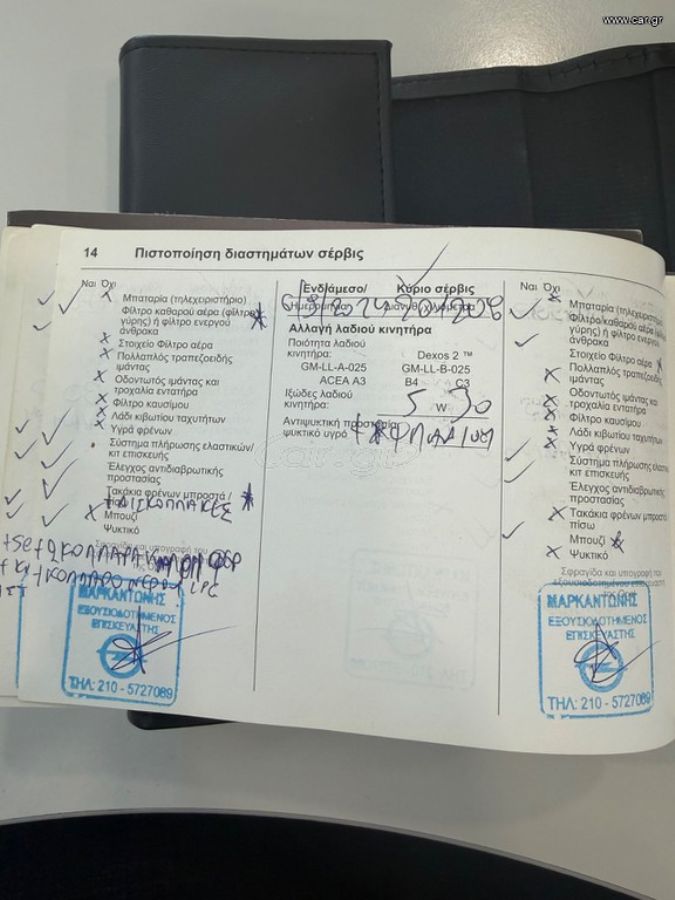 www.car.gr
14 Πιστοποίηση διαστημάτων σέρβις
Ναι Όχι
Μπαταρία (τηλεχειριστήριο)
Φίλτρο καθαρού αέρα (φίλτρο
γύρης) ή φίλτρο ενεργού
άνθρακα
Στοιχείο Φίλτρο αέρα
Πολλαπλός τραπεζοειδής
ιμάντας
Οδοντωτός ιμάντας και
τροχαλία εντατήρα
Φίλτρο καυσίμου
Λάδι κιβωτίου ταχυτήτων
Υγρά φρένων
Σύστημα πλήρωσης ελαστικών/
κιτ επισκευής
Έλεγχος αντιδιαβρωτικής
προστασίας
Τακάκια φρένων μπροστά /
+ ΔΙΣΚΟΠΛΑΚΕΣ
Μπουζί
Ψυκτικό
ΜΑΡΚΑΝΤΩΝΗΣ
ΕΞΟΥΣΙΟΔΟΤΗΜΕΝΟΣ
ΕΠΙΣΚΕΥΑΣΤΗΣ
ΤΗΛ: 210 - 5727069
Ενδιάμεσο/ Κύριο σέρβις
Αλλαγή λαδιού κινητήρα
Ποιότητα λαδιού
κινητήρα: Dexos 2 ™
GM-LL-A-025 GM-LL-B-025
ACEA A3 B4 C3
Ιξώδες λαδιού
κινητήρα: 5 W 30
Αντιψυκτική προστασία
ψυκτικό υγρό
car.gr
Ναι Όχι
Μπαταρία (τηλεχειριστήριο)
Φίλτρο καθαρού αέρα
γύρης) ή φίλτρο ενεργού
άνθρακα
Στοιχείο Φίλτρο αέρα
Πολλαπλός τραπεζοειδής
ιμάντας
Οδοντωτός ιμάντας και
τροχαλία εντατήρα
Φίλτρο καυσίμου
Λάδι κιβωτίου ταχυτήτων
Υγρά φρένων
Σύστημα πλήρωσης
κιτ επισκευής
Έλεγχος αντιδιαβρωτικής
προστασίας
Τακάκια φρένων μπροστά
πίσω
Μπουζί
Ψυκτικό
Σφραγίδα και υπογραφή του
ΜΑΡΚΑΝΤΩΝΗΣ
ΕΞΟΥΣΙΟΔΟΤΗΜΕΝΟΣ
ΕΠΙΣΚΕΥΑΣΤΗΣ
ΤΗΛ: 210 - 5727069